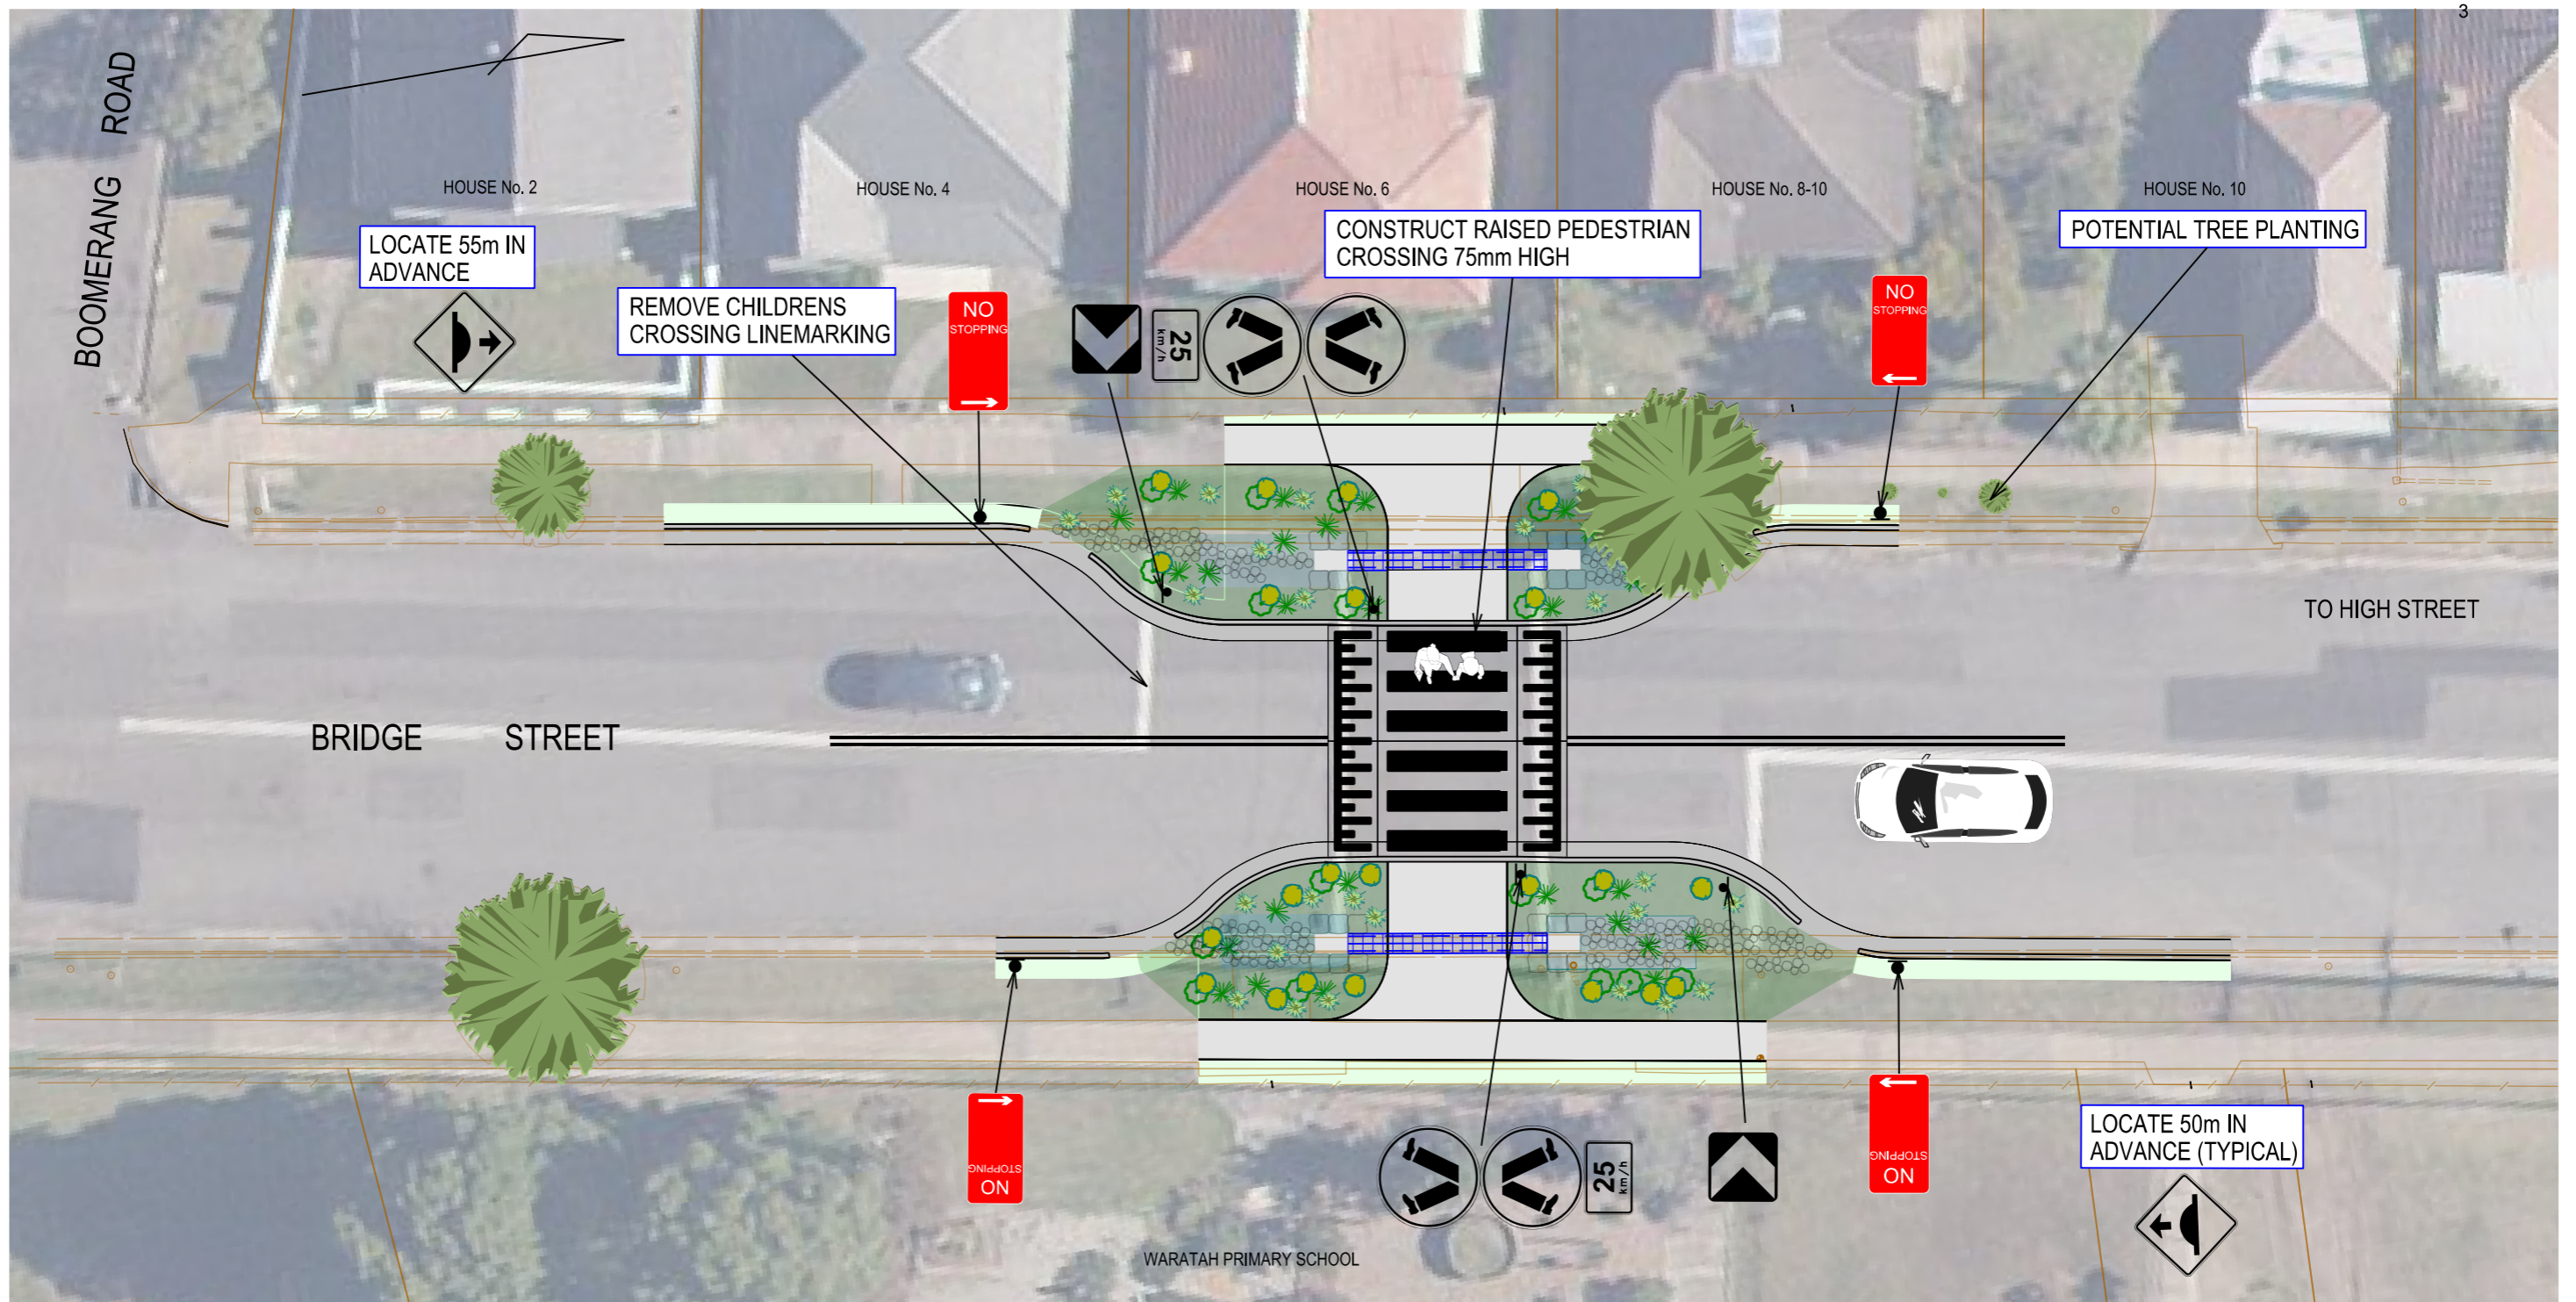 3
BOOMERANG ROAD
HOUSE No. 2
HOUSE No. 4
HOUSE No. 6
HOUSE No. 8-10
HOUSE No. 10
LOCATE 55m IN
ADVANCE
REMOVE CHILDRENS
CROSSING LINEMARKING
NO
STOPPING
25
km/h
CONSTRUCT RAISED PEDESTRIAN
CROSSING 75mm HIGH
NO
STOPPING
POTENTIAL TREE PLANTING
TO HIGH STREET
BRIDGE STREET
NO
STOPPING
25
km/h
NO
STOPPING
LOCATE 50m IN
ADVANCE (TYPICAL)
WARATAH PRIMARY SCHOOL